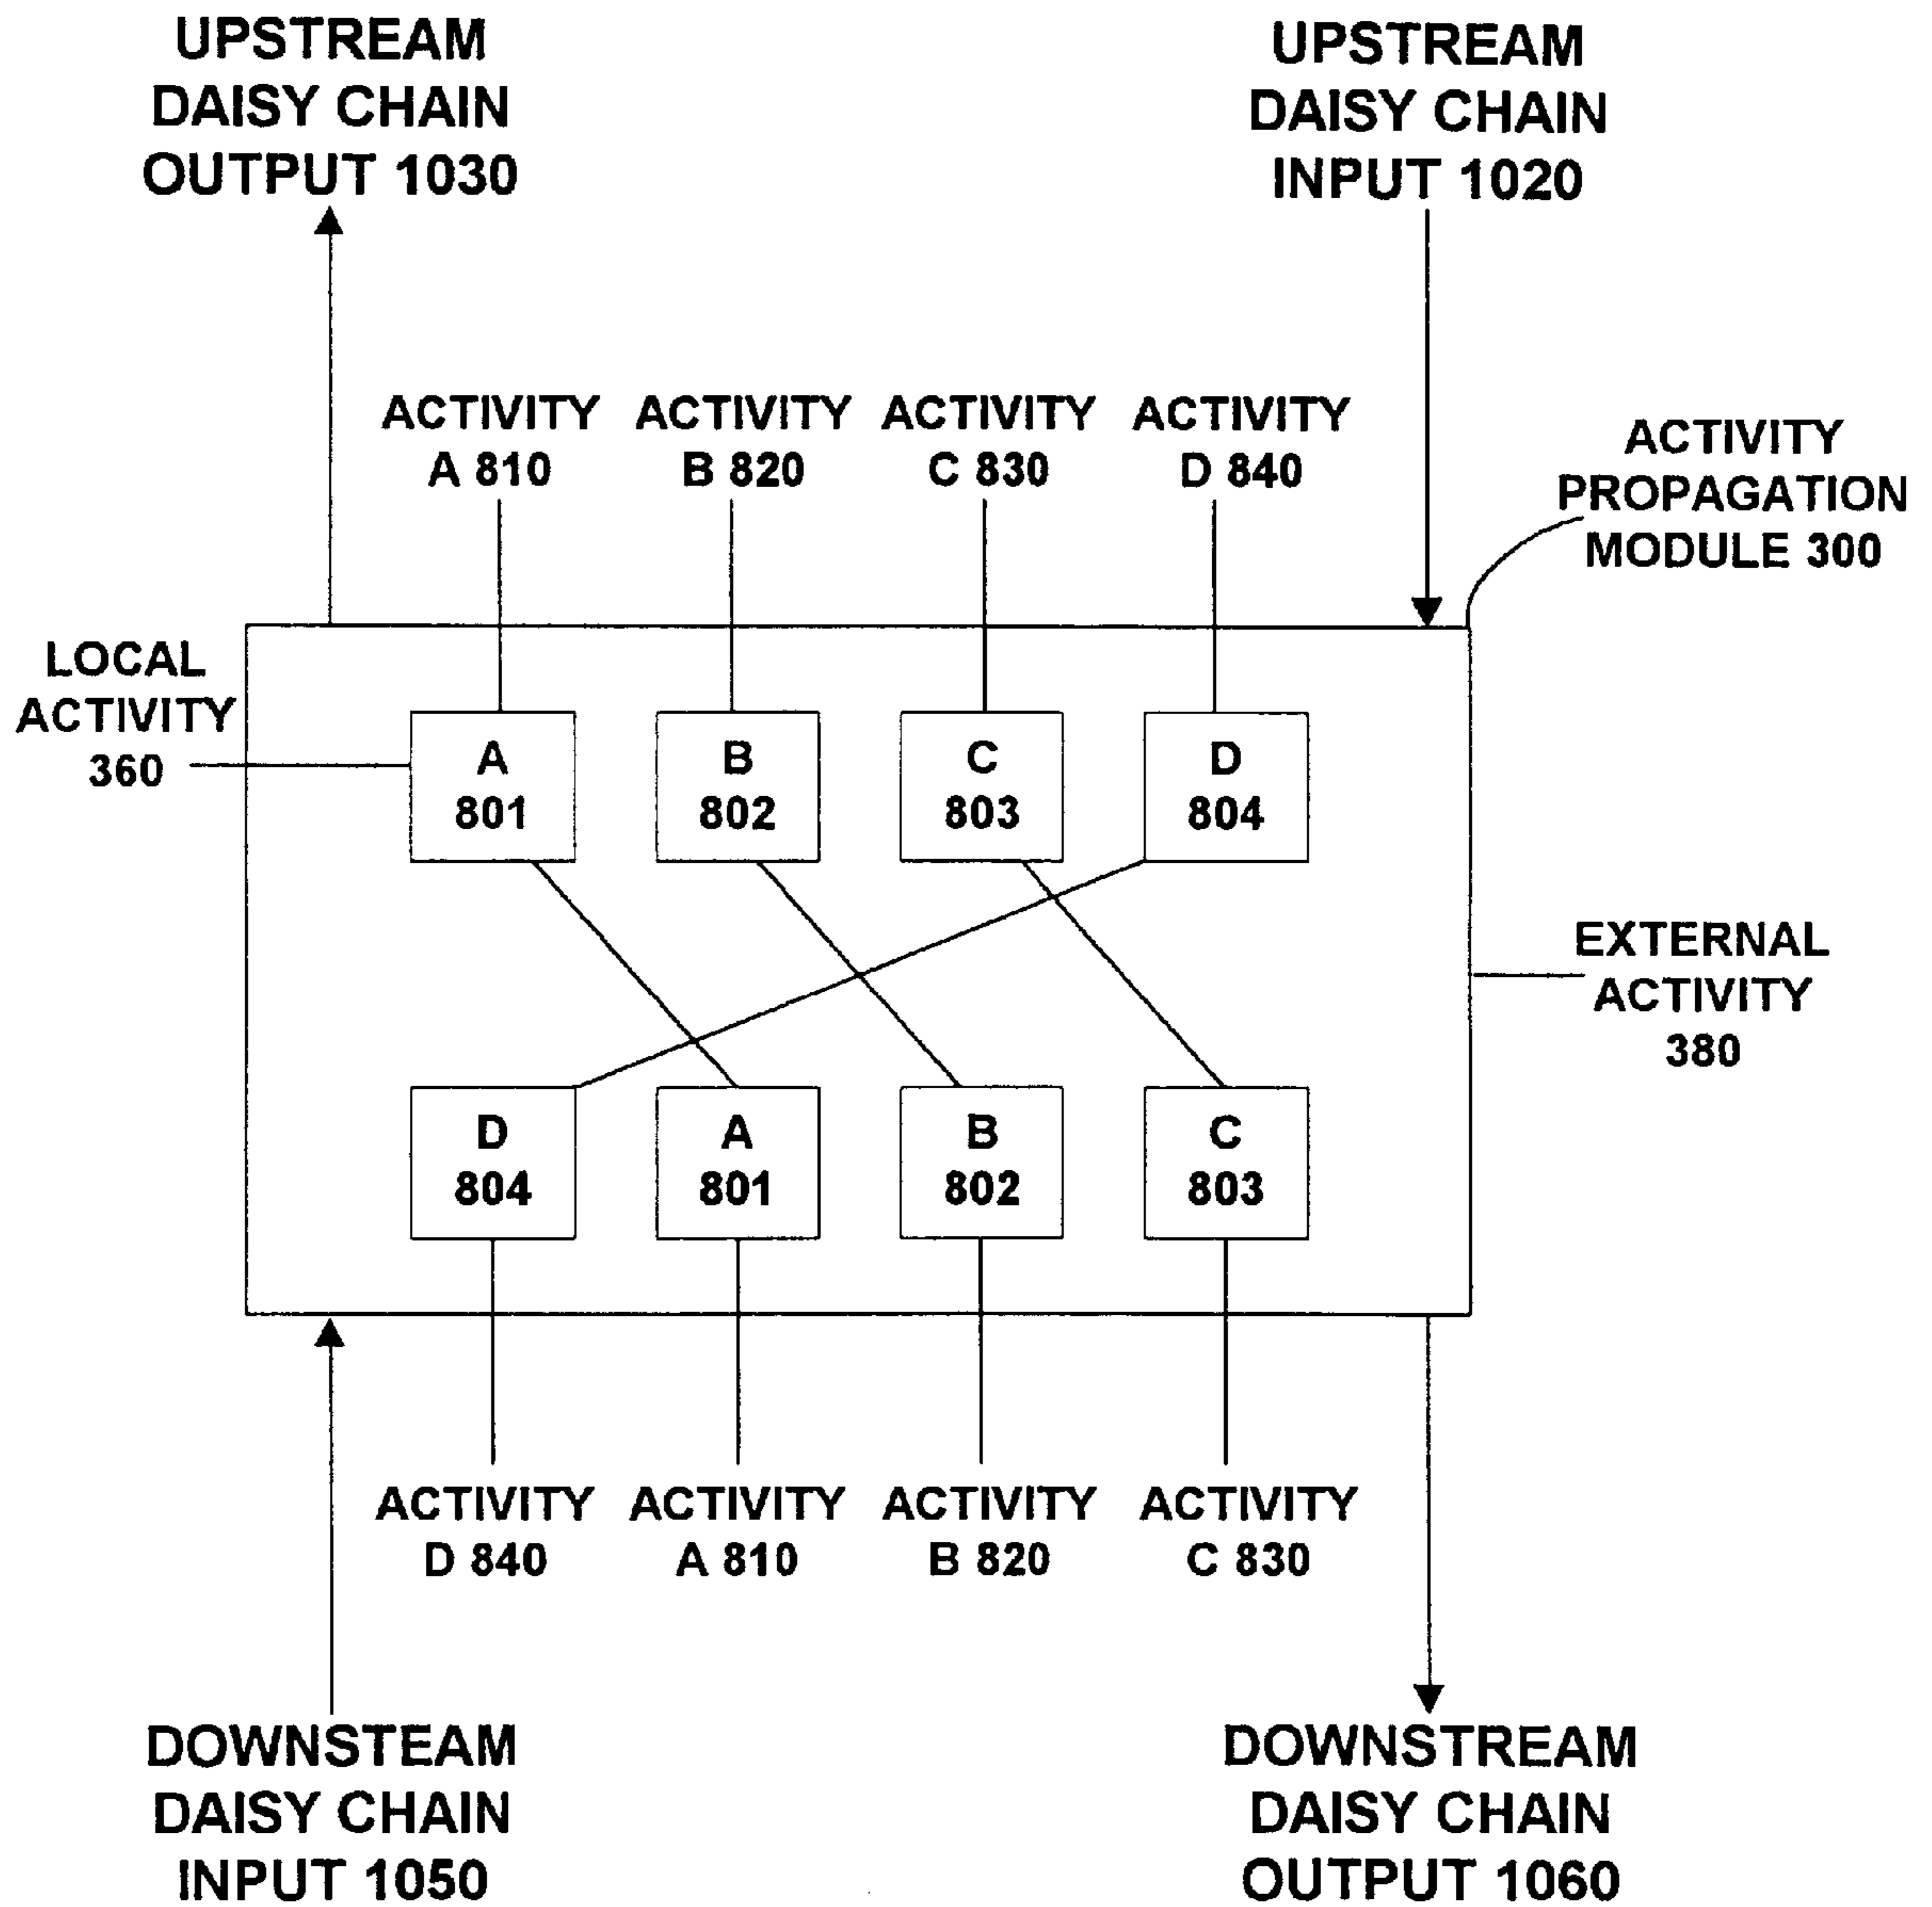 UPSTREAM
DAISY CHAIN
OUTPUT 1030
UPSTREAM
DAISY CHAIN
INPUT 1020
ACTIVITY
A 810
ACTIVITY
B 820
ACTIVITY
C 830
ACTIVITY
D 840
ACTIVITY
PROPAGATION
MODULE 300
LOCAL
ACTIVITY
360
A
801
B
802
C
803
D
804
EXTERNAL
ACTIVITY
380
D
804
A
801
B
802
C
803
ACTIVITY
D 840
ACTIVITY
A 810
ACTIVITY
B 820
ACTIVITY
C 830
DOWNSTEAM
DAISY CHAIN
INPUT 1050
DOWNSTREAM
DAISY CHAIN
OUTPUT 1060